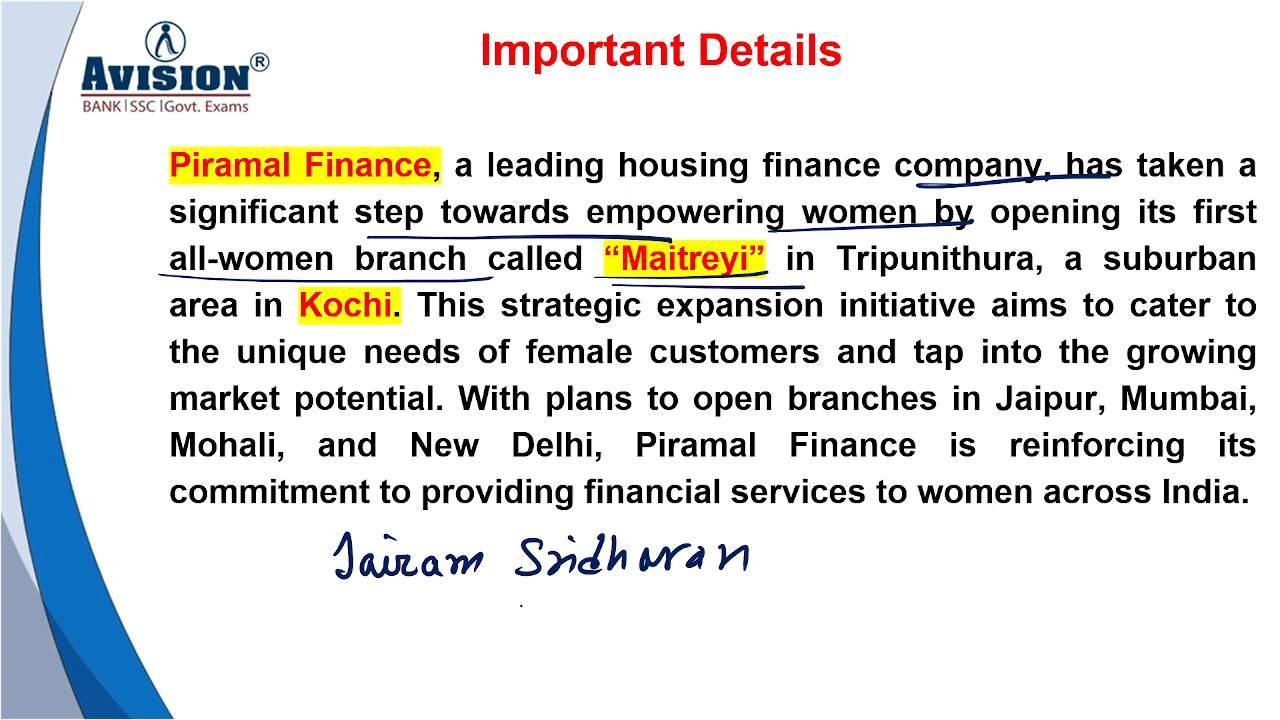 Important Details
AVISION®
BANK|SSC|Govt. Exams
Piramal Finance, a leading housing finance company, has taken a
significant step towards empowering women by opening its first
all-women branch called “Maitreyi” in Tripunithura, a suburban
area in Kochi. This strategic expansion initiative aims to cater to
the unique needs of female customers and tap into the growing
market potential. With plans to open branches in Jaipur, Mumbai,
Mohali, and New Delhi, Piramal Finance is reinforcing its
commitment to providing financial services to women across India.
Jairam Sridharan